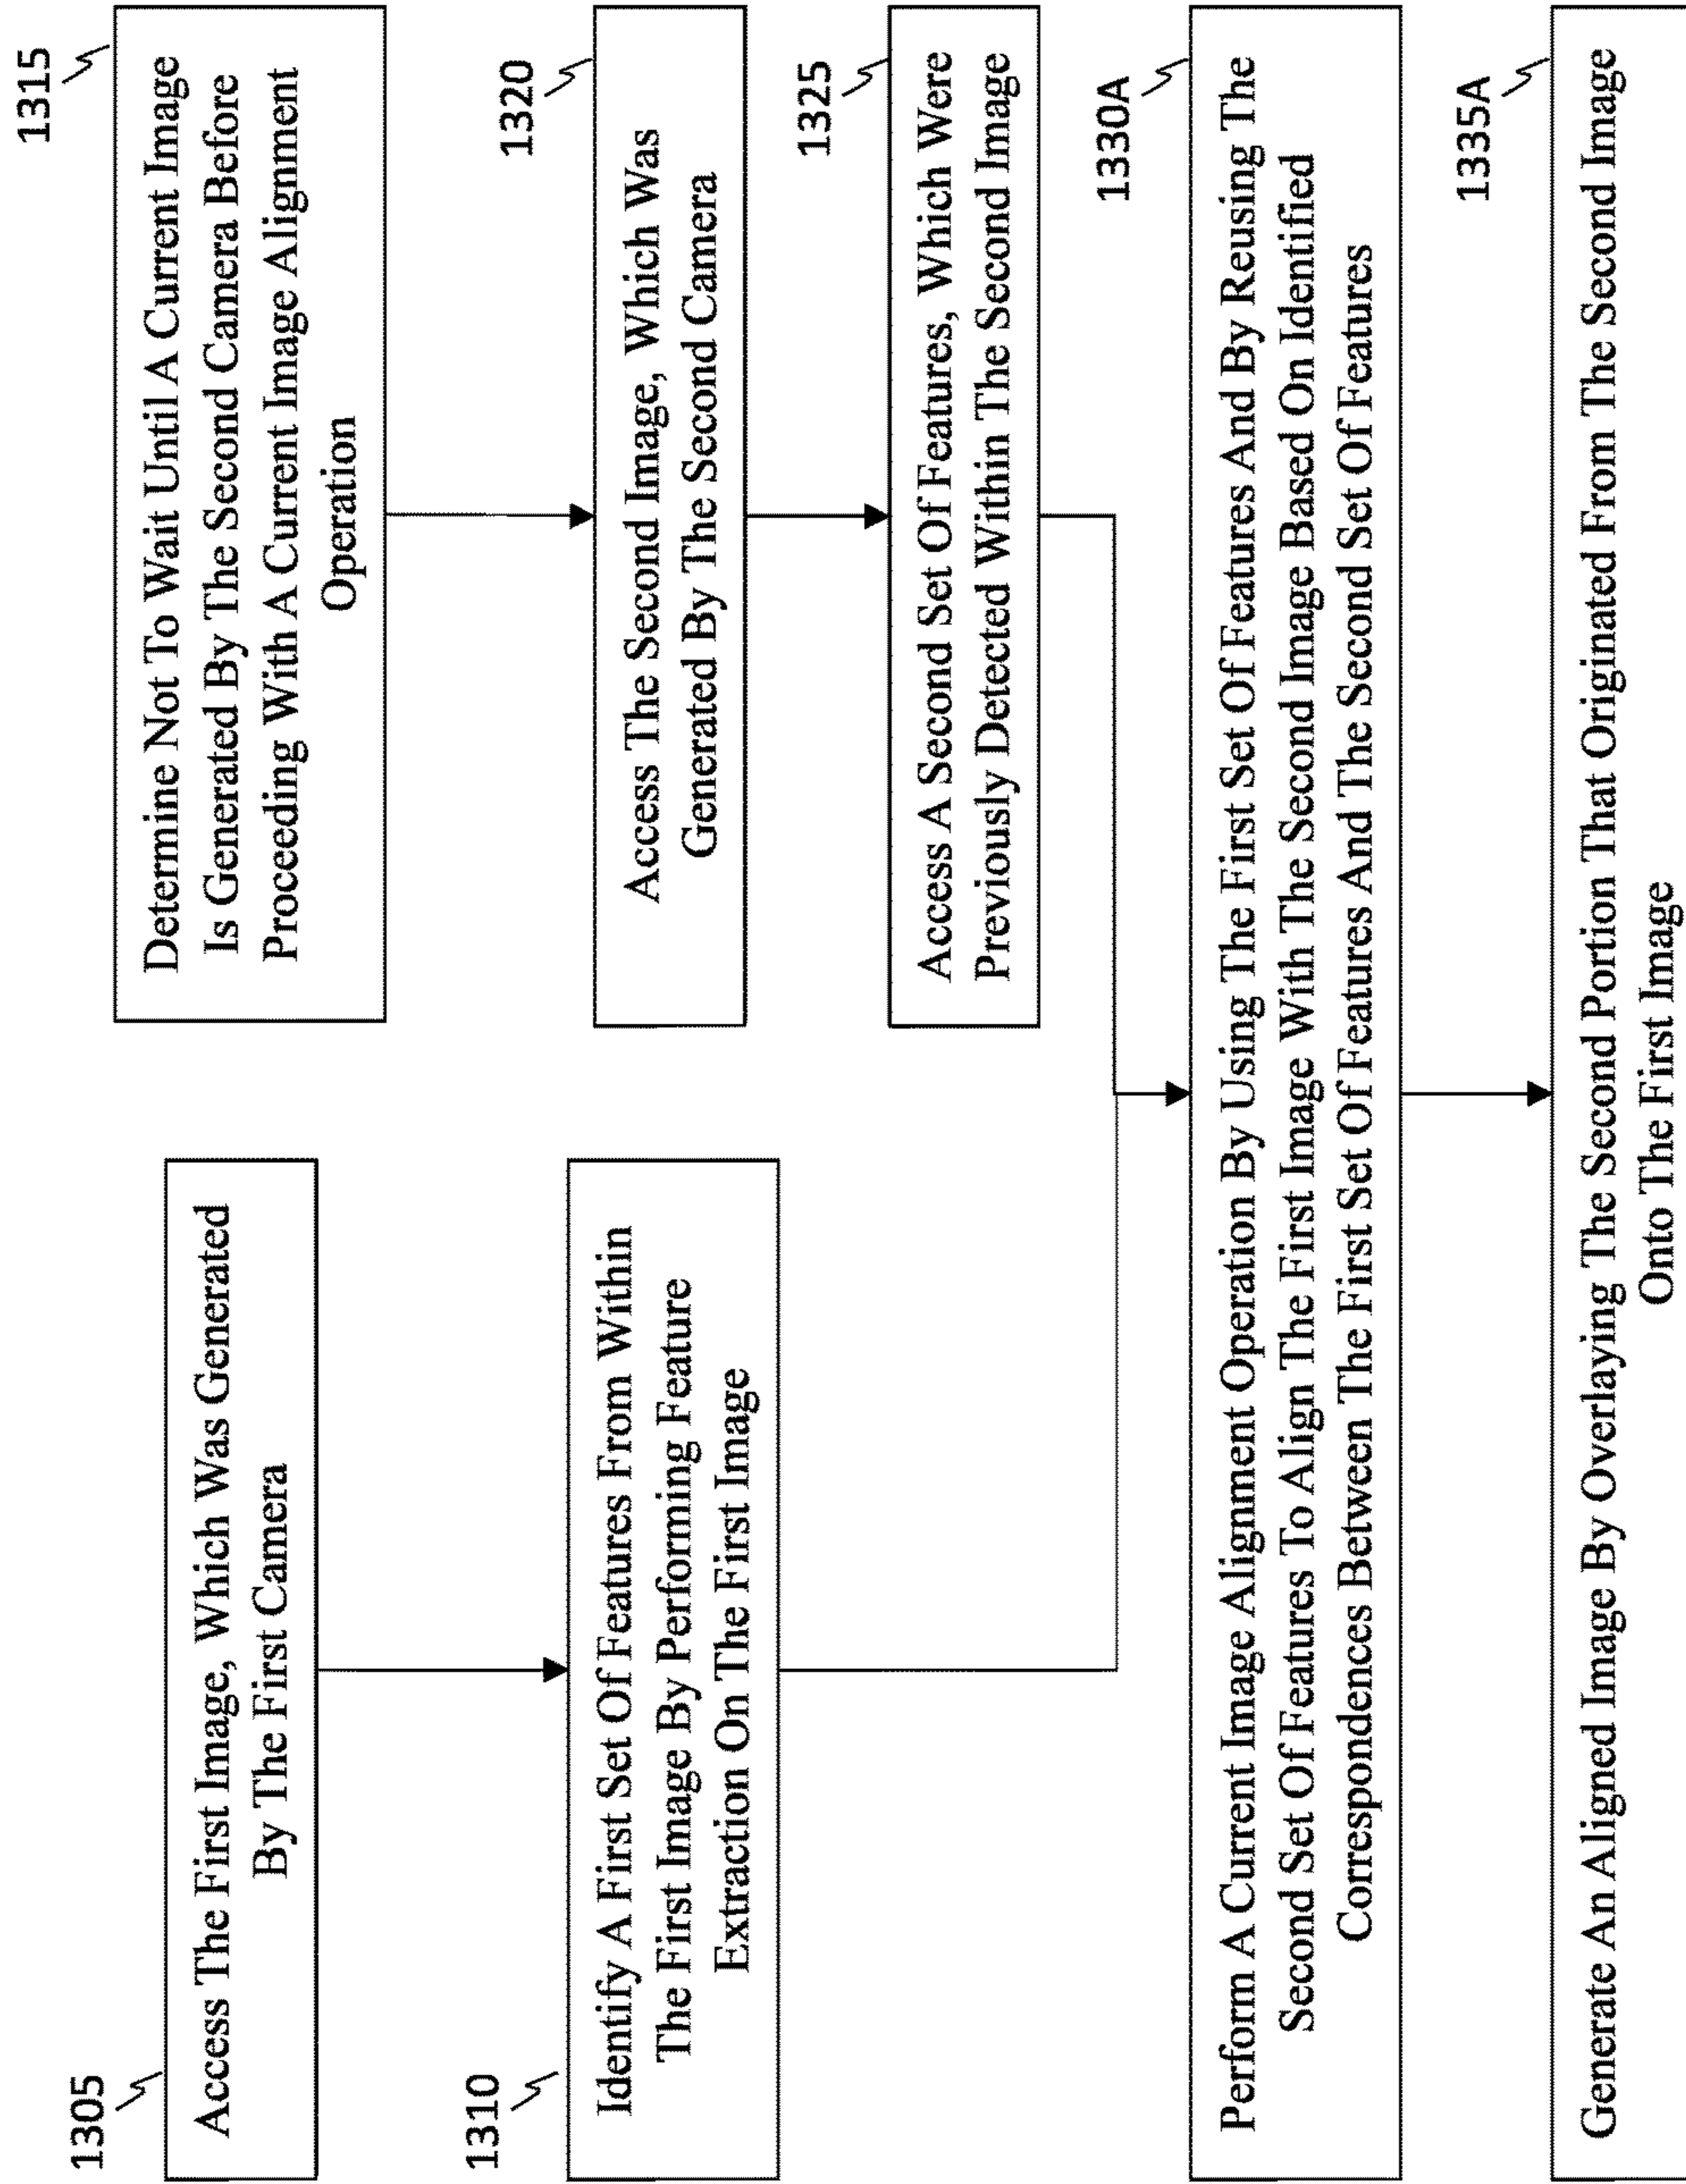 1305
Access The First Image, Which Was Generated
By The First Camera
1310
Identify A First Set Of Features From Within
The First Image By Performing Feature
Extraction On The First Image
1315
Determine Not To Wait Until A Current Image
Is Generated By The Second Camera Before
Proceeding With A Current Image Alignment
Operation
1320
Access The Second Image, Which Was
Generated By The Second Camera
1325
Access A Second Set Of Features, Which Were
Previously Detected Within The Second Image
1330A
Perform A Current Image Alignment Operation By Using The First Set Of Features And By Reusing The
Second Set Of Features To Align The First Image With The Second Image Based On Identified
Correspondences Between The First Set Of Features And The Second Set Of Features
1335A
Generate An Aligned Image By Overlaying The Second Portion That Originated From The Second Image
Onto The First Image